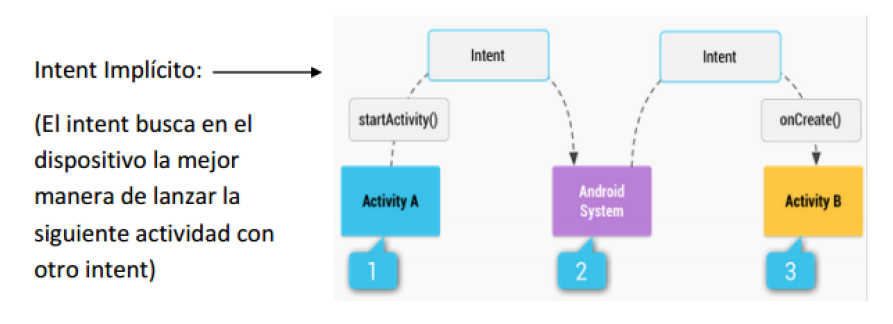 Intent Implícito:
(El intent busca en el
dispositivo la mejor
manera de lanzar la
siguiente actividad con
otro intent)
Intent
Intent
startActivity()
onCreate()
Activity A
Android
System
Activity B
1
2
3